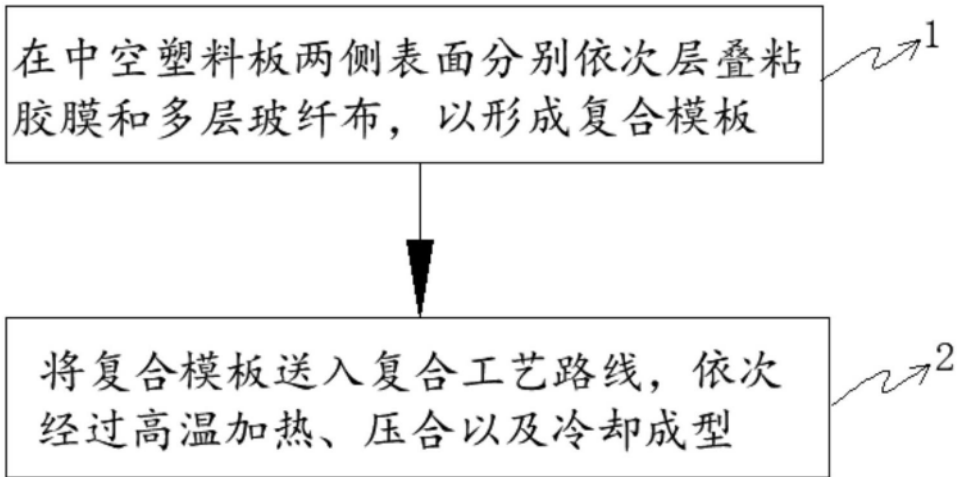 在中空塑料板两侧表面分别依次层叠粘
胶膜和多层玻纤布，以形成复合模板
1
将复合模板送入复合工艺路线，依次
经过高温加热、压合以及冷却成型
2